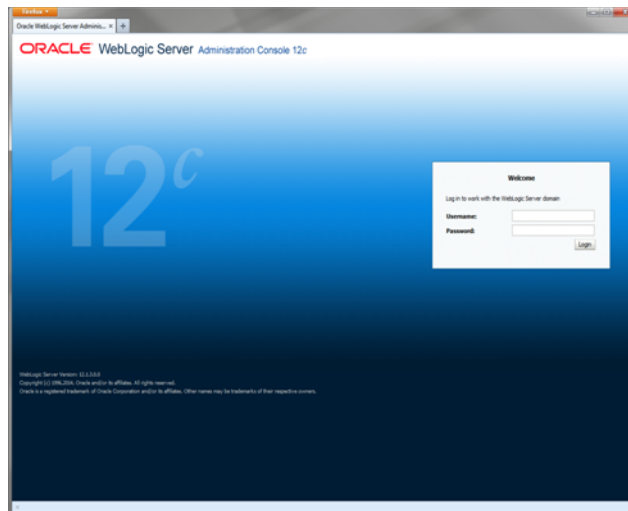 Firefox
Oracle WebLogic Server Adminis... × +
ORACLE WebLogic Server Administration Console 12c
12c
Welcome
Log in to work with the WebLogic Server domain
Username:
Password:
Login
WebLogic Server Version: 12.1.3.0.0
Copyright (c) 1996,2014, Oracle and/or its affiliates. All rights reserved.
Oracle is a registered trademark of Oracle Corporation and/or its affiliates. Other names may be trademarks of their respective owners.